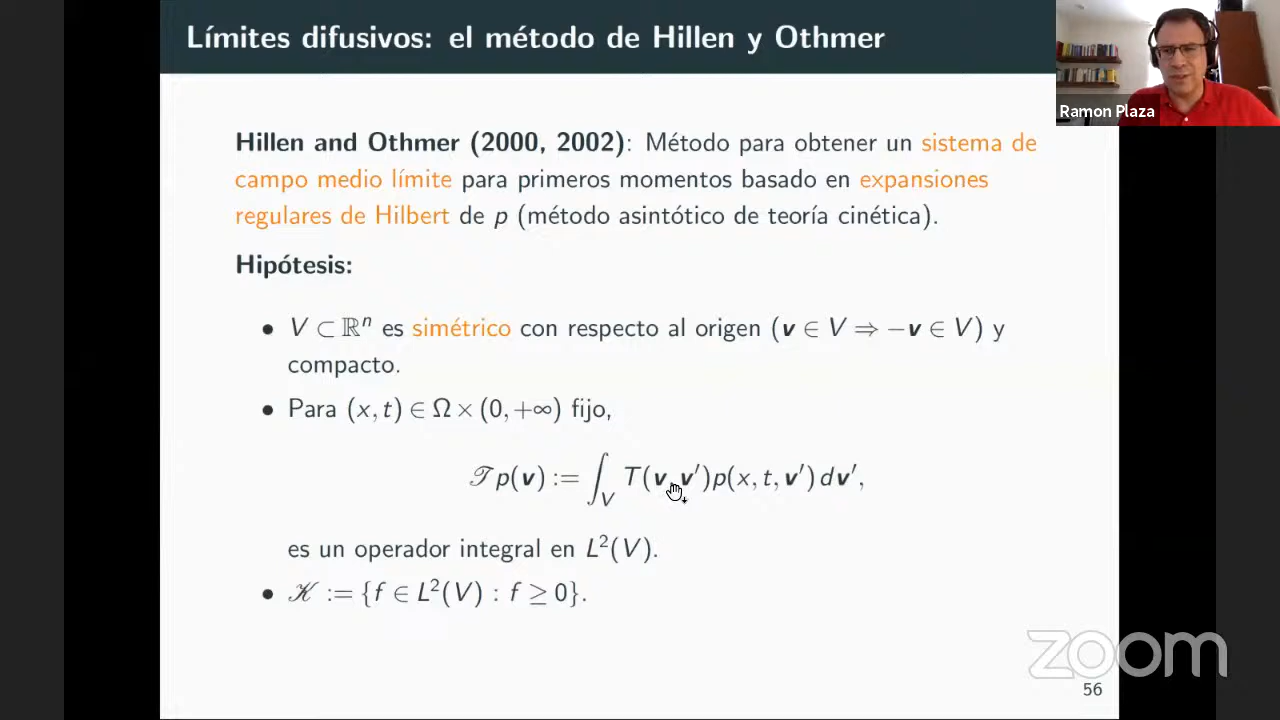 Límites difusivos: el método de Hillen y Othmer
Ramon Plaza
Hillen and Othmer (2000, 2002): Método para obtener un sistema de
campo medio límite para primeros momentos basado en expansiones
regulares de Hilbert de p (método asintótico de teoría cinética).
Hipótesis:
• V ⊂ ℝⁿ es simétrico con respecto al origen (v ∈ V ⇒ −v ∈ V) y
compacto.
• Para (x, t) ∈ Ω × (0, +∞) fijo,
𝒯p(v) := ∫_V T(v, v′)p(x, t, v′) dv′,
es un operador integral en L²(V).
• 𝒦 := {f ∈ L²(V) : f ≥ 0}.
zoom
56